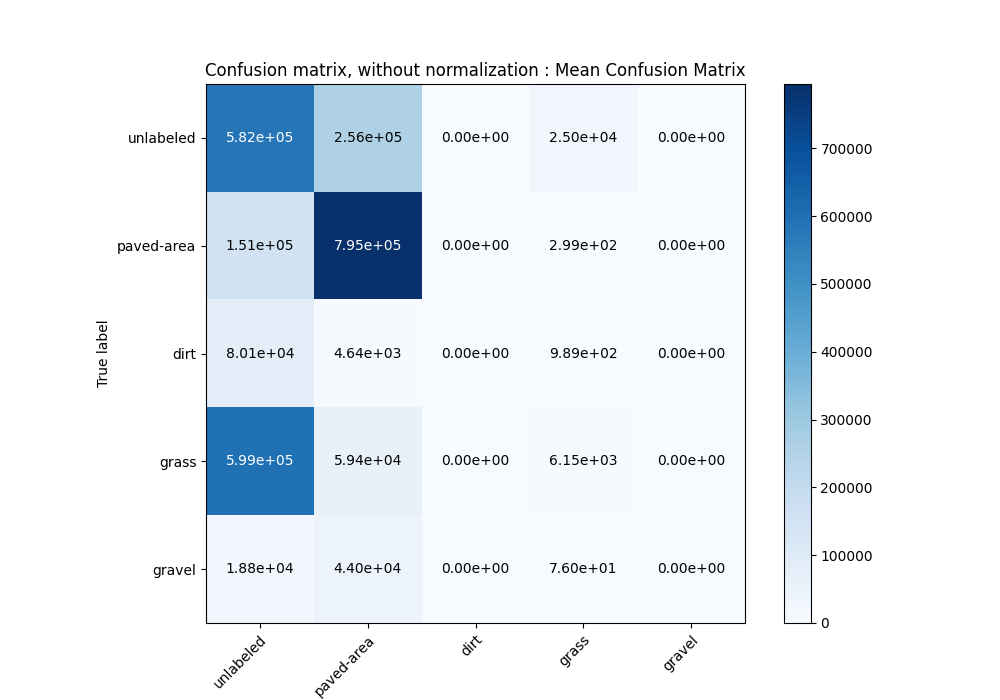 Confusion matrix, without normalization : Mean Confusion Matrix
unlabeled 5.82e+05 2.56e+05 0.00e+00 2.50e+04 0.00e+00
paved-area 1.51e+05 7.95e+05 0.00e+00 2.99e+02 0.00e+00
dirt 8.01e+04 4.64e+03 0.00e+00 9.89e+02 0.00e+00
grass 5.99e+05 5.94e+04 0.00e+00 6.15e+03 0.00e+00
gravel 1.88e+04 4.40e+04 0.00e+00 7.60e+01 0.00e+00
True label
unlabeled paved-area dirt grass gravel
700000
600000
500000
400000
300000
200000
100000
0